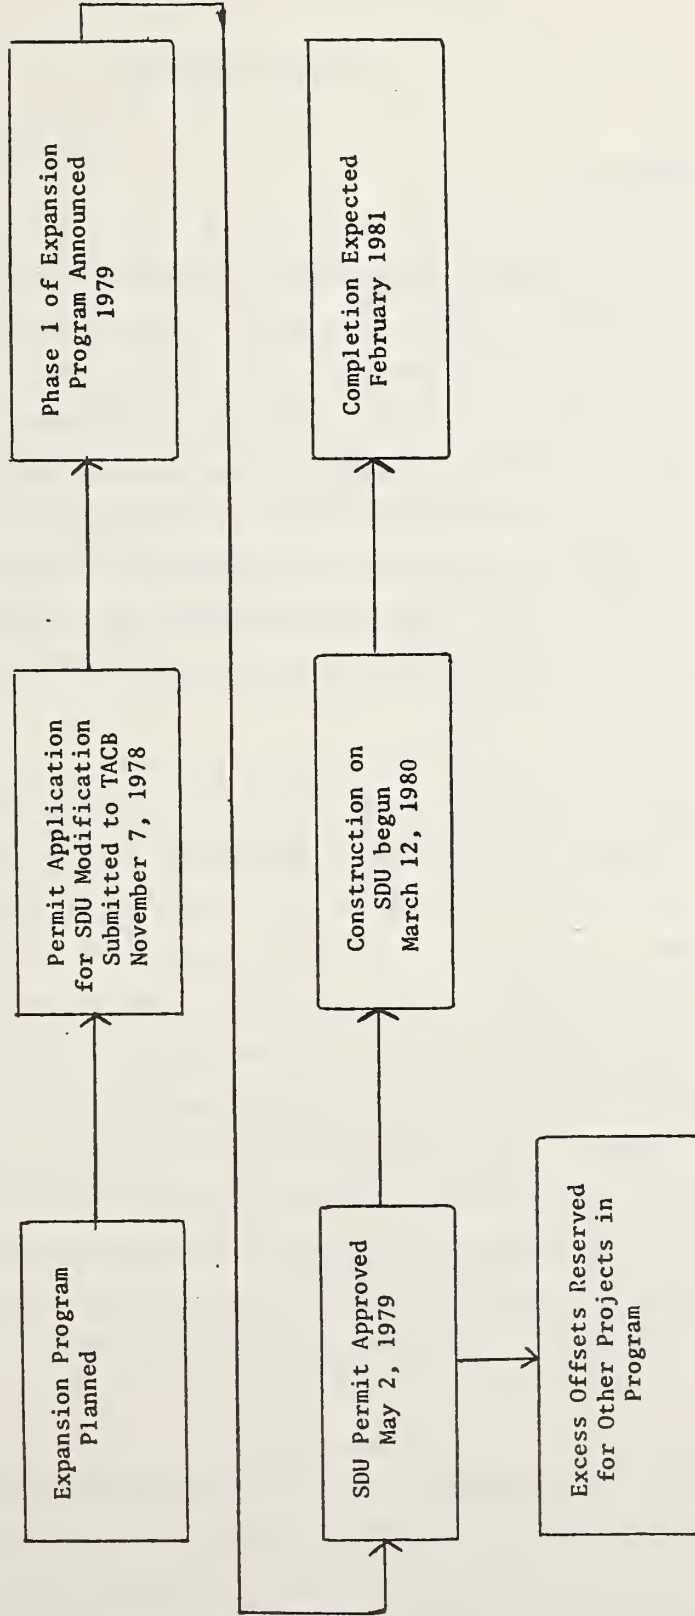 Expansion Program
Planned
Permit Application
for SDU Modification
Submitted to TACB
November 7, 1978
Phase 1 of Expansion
Program Announced
1979
SDU Permit Approved
May 2, 1979
Construction on
SDU begun
March 12, 1980
Completion Expected
February 1981
Excess Offsets Reserved
for Other Projects in
Program